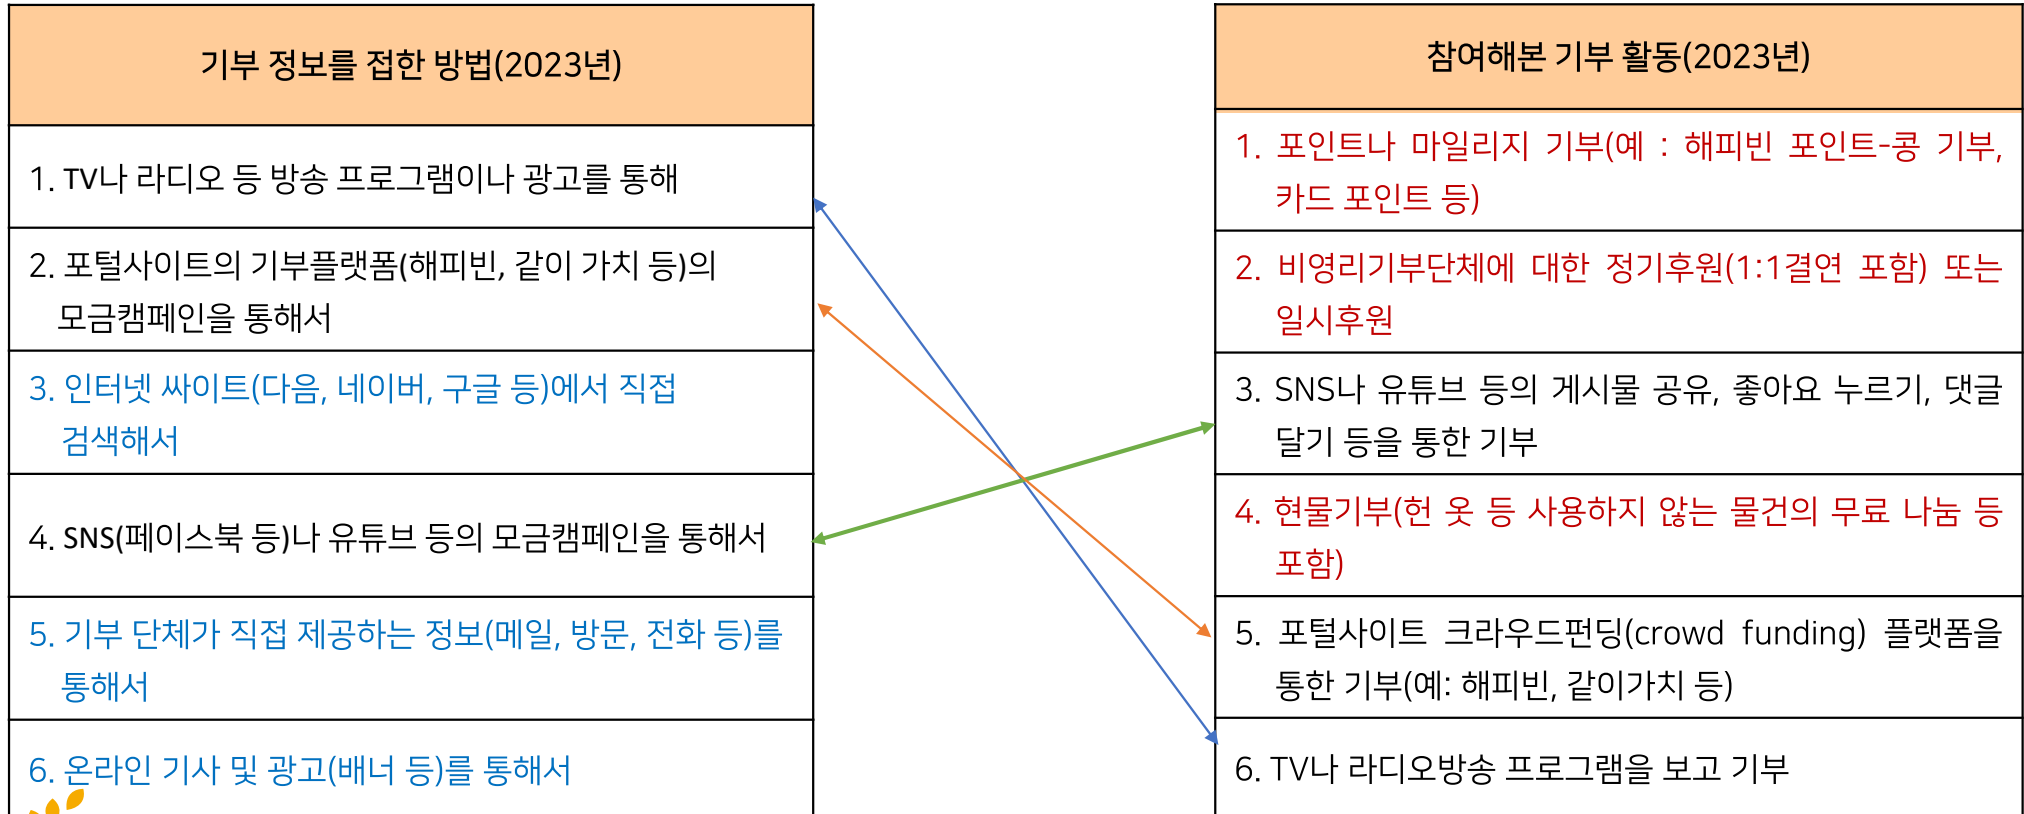 기부 정보를 접한 방법(2023년)
1. TV나 라디오 등 방송 프로그램이나 광고를 통해
2. 포털사이트의 기부플랫폼(해피빈, 같이 가치 등)의
모금캠페인을 통해서
3. 인터넷 싸이트(다음, 네이버, 구글 등)에서 직접
검색해서
4. SNS(페이스북 등)나 유튜브 등의 모금캠페인을 통해서
5. 기부 단체가 직접 제공하는 정보(메일, 방문, 전화 등)를
통해서
6. 온라인 기사 및 광고(배너 등)를 통해서
참여해본 기부 활동(2023년)
1. 포인트나 마일리지 기부(예 : 해피빈 포인트-콩 기부,
카드 포인트 등)
2. 비영리기부단체에 대한 정기후원(1:1결연 포함) 또는
일시후원
3. SNS나 유튜브 등의 게시물 공유, 좋아요 누르기, 댓글
달기 등을 통한 기부
4. 현물기부(헌 옷 등 사용하지 않는 물건의 무료 나눔 등
포함)
5. 포털사이트 크라우드펀딩(crowd funding) 플랫폼을
통한 기부(예: 해피빈, 같이가치 등)
6. TV나 라디오방송 프로그램을 보고 기부